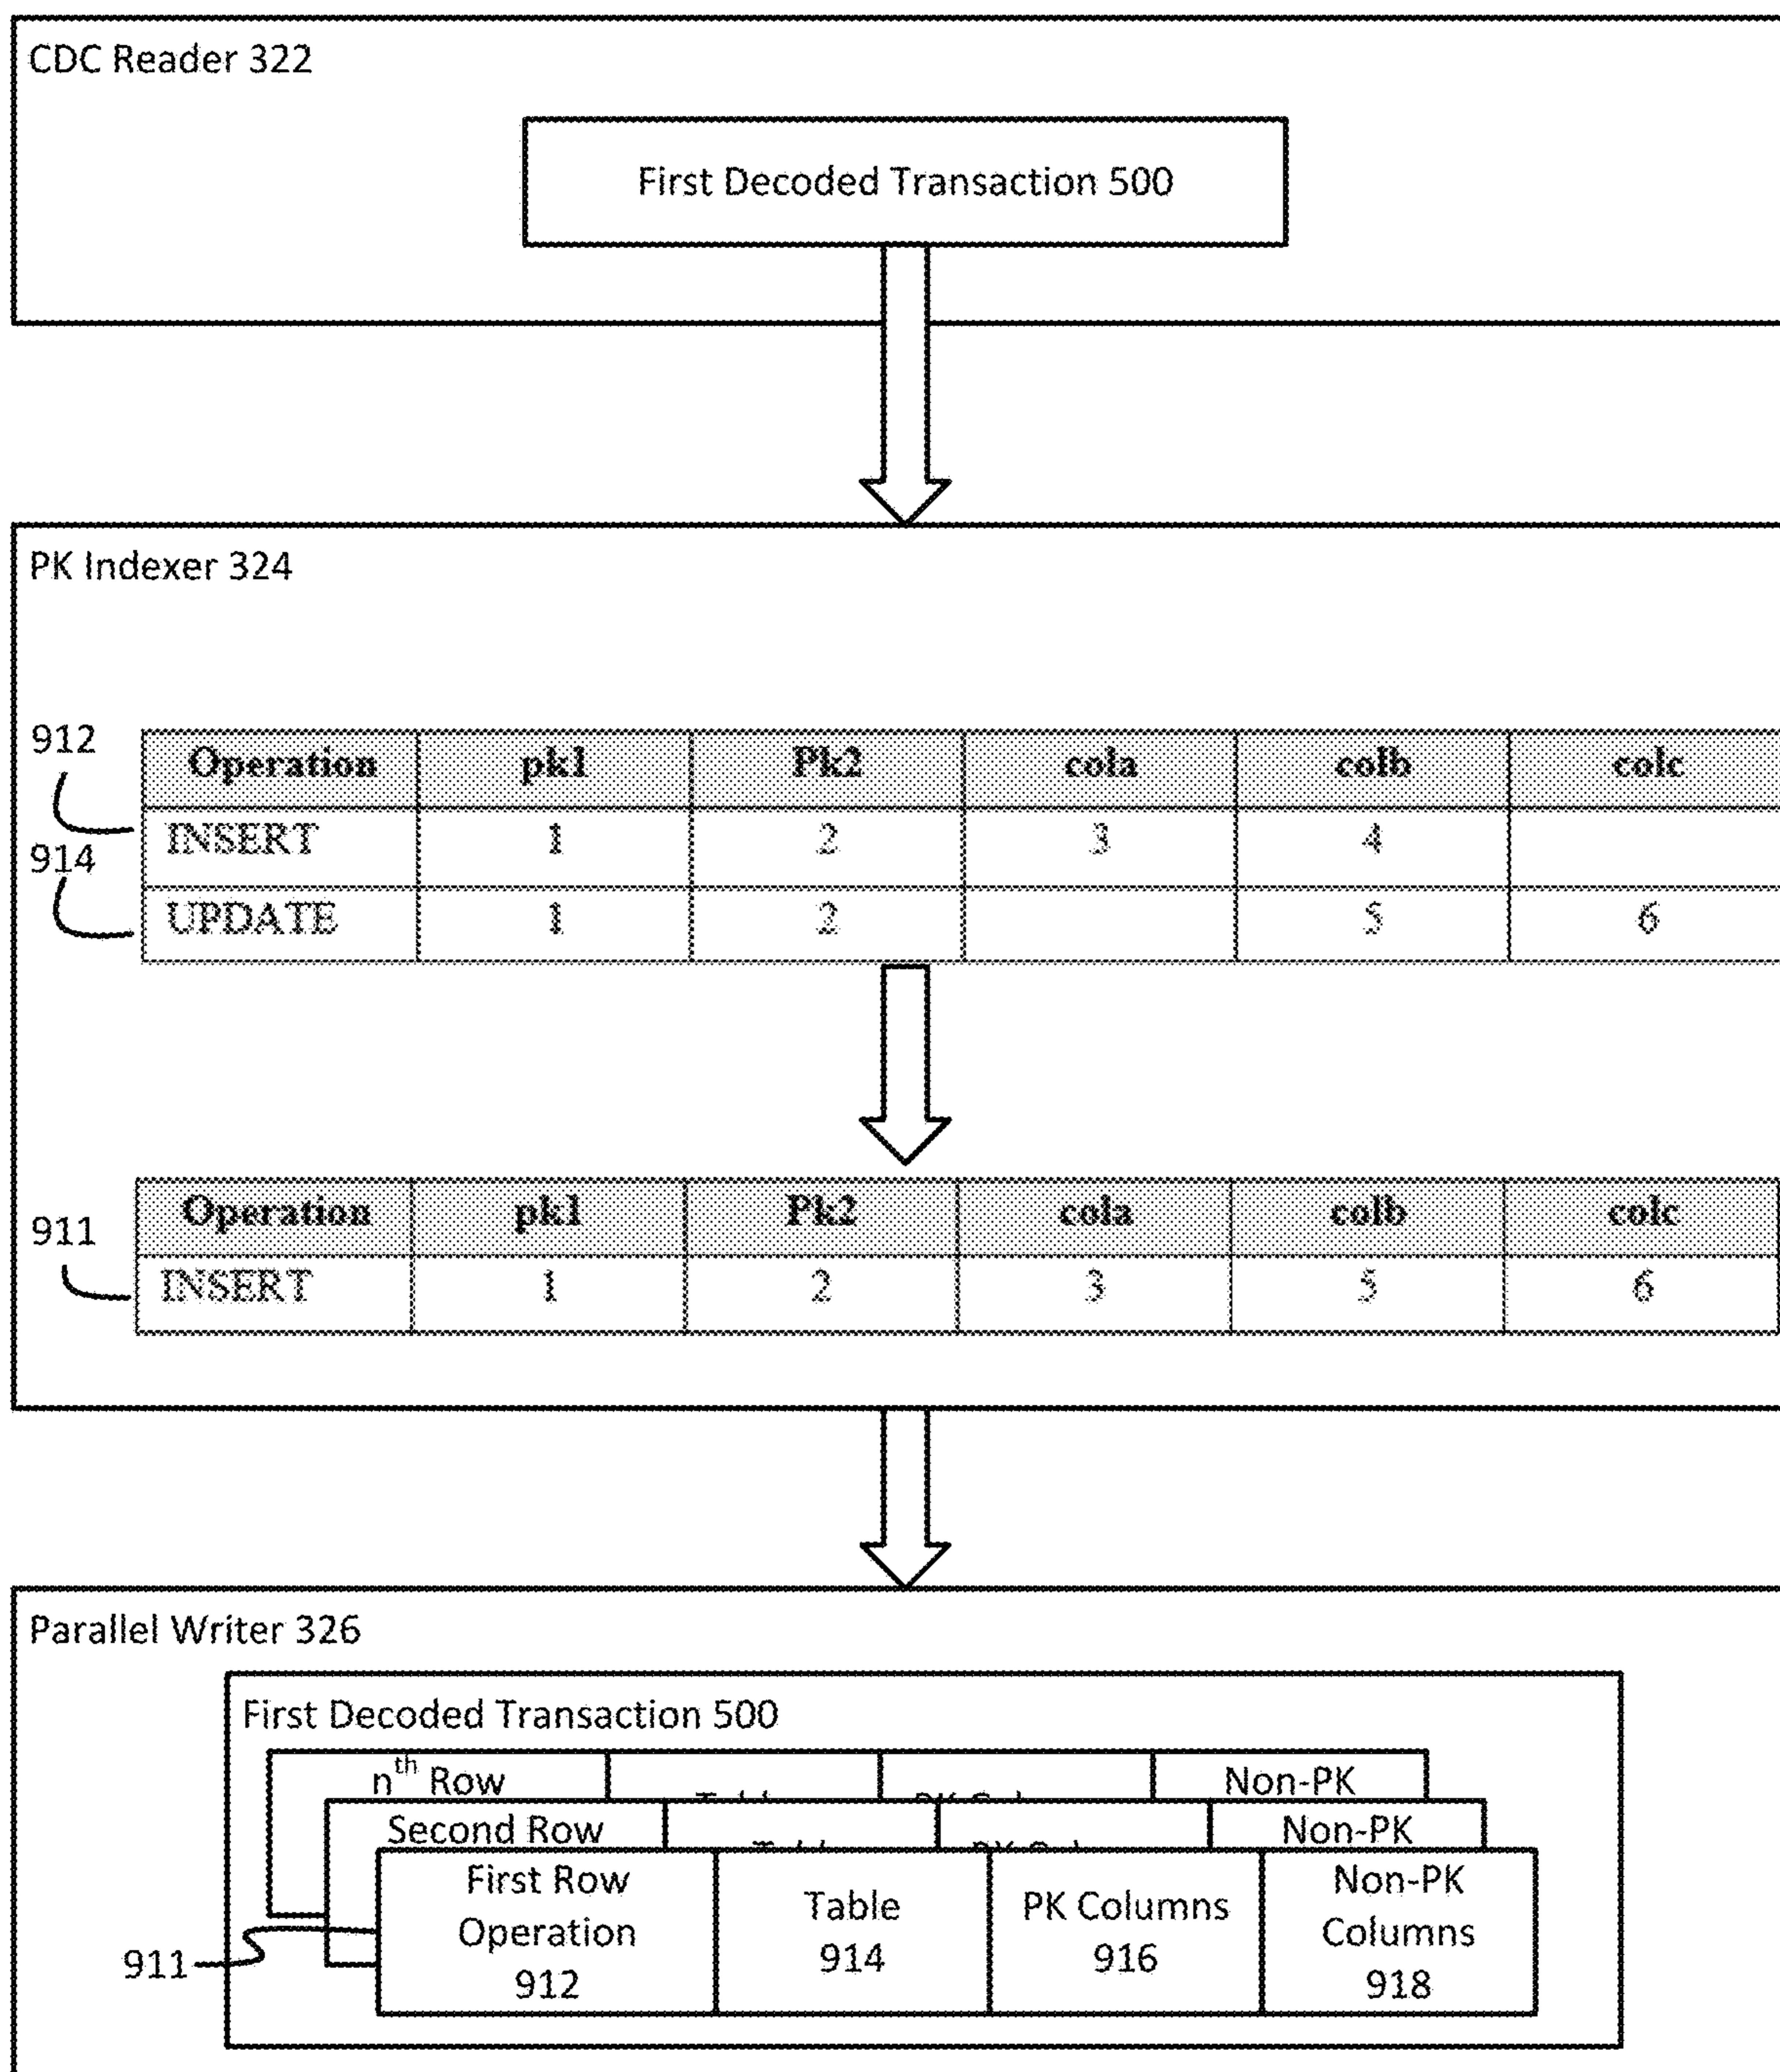 CDC Reader 322
First Decoded Transaction 500
PK Indexer 324
912
Operation pk1 Pk2 cola colb colc
INSERT 1 2 3 4
914
UPDATE 1 2 5 6
Operation pk1 Pk2 cola colb colc
911
INSERT 1 2 3 5 6
Parallel Writer 326
First Decoded Transaction 500
nth Row Non-PK
Second Row Non-PK
First Row Non-PK
Operation Table PK Columns Columns
912 914 916 918
911